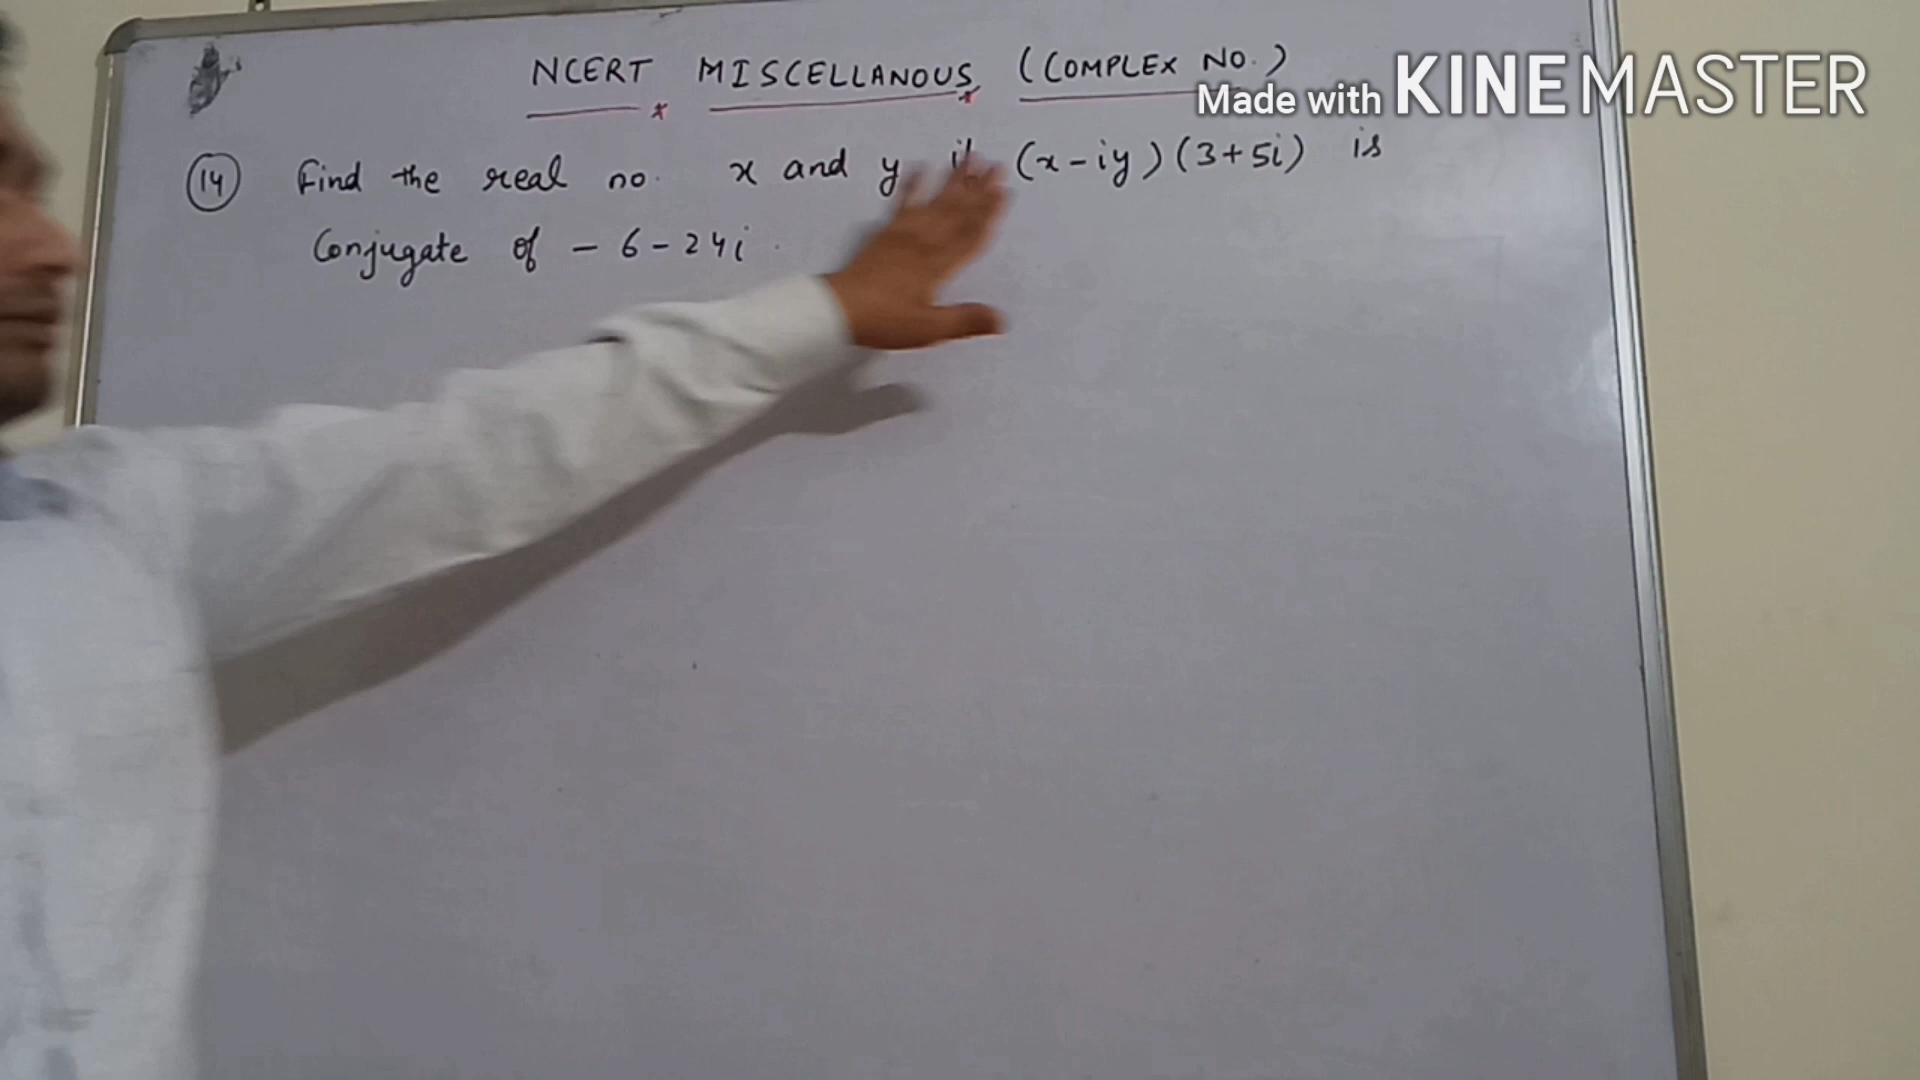 NCERT MISCELLANOUS (COMPLEX NO.)
Made with KINEMASTER
(14) Find the real no. x and y if (x-iy)(3+5i) is
Conjugate of -6-24i.